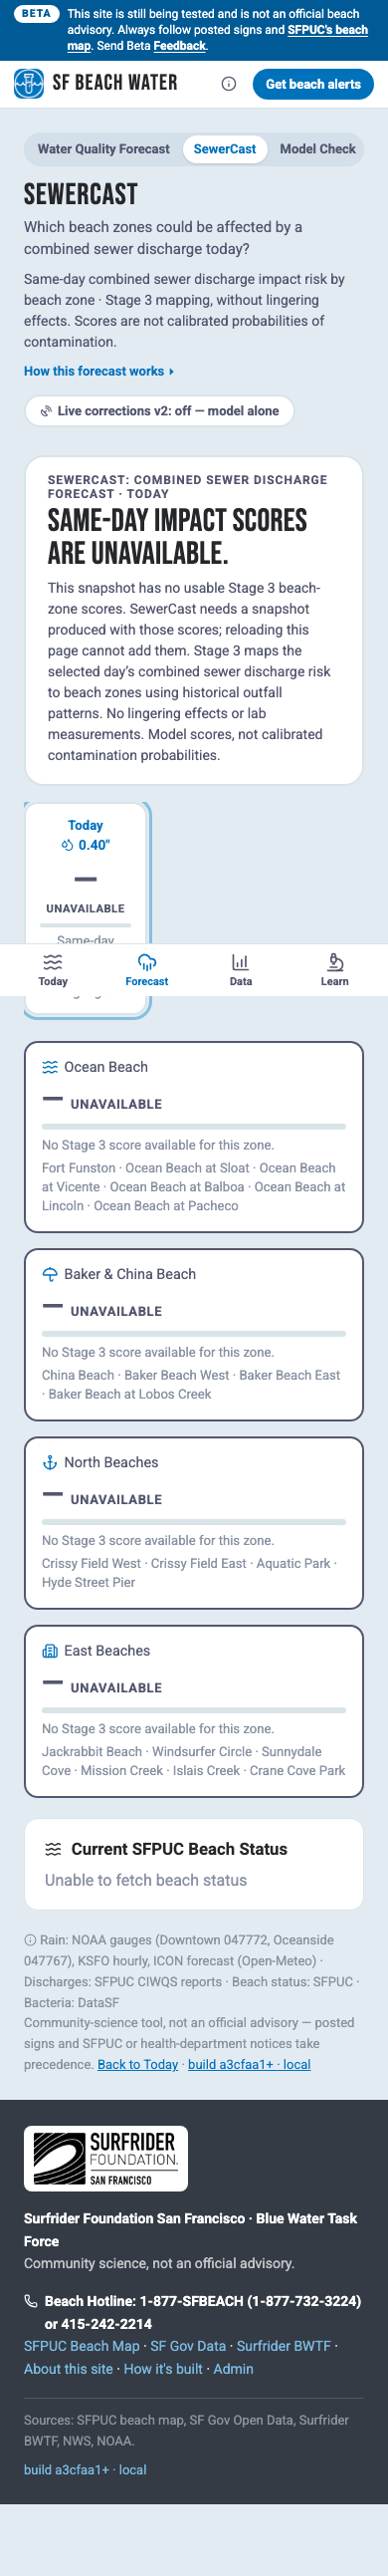 BETA
This site is still being tested and is not an official beach
advisory. Always follow posted signs and SFPUC's beach
map. Send Beta Feedback.
SF BEACH WATER
Get beach alerts
Water Quality Forecast
SewerCast
Model Check
SEWERCAST
Which beach zones could be affected by a
combined sewer discharge today?
Same-day combined sewer discharge impact risk by
beach zone · Stage 3 mapping, without lingering
effects. Scores are not calibrated probabilities of
contamination.
How this forecast works
Live corrections v2: off — model alone
SEWERCAST: COMBINED SEWER DISCHARGE
FORECAST · TODAY
SAME-DAY IMPACT SCORES
ARE UNAVAILABLE.
This snapshot has no usable Stage 3 beach-
zone scores. SewerCast needs a snapshot
produced with those scores; reloading this
page cannot add them. Stage 3 maps the
selected day's combined sewer discharge risk
to beach zones using historical outfall
patterns. No lingering effects or lab
measurements. Model scores, not calibrated
contamination probabilities.
Today
0.40"
—
UNAVAILABLE
Same-day
Today
Forecast
Data
Learn
Ocean Beach
— UNAVAILABLE
No Stage 3 score available for this zone.
Fort Funston · Ocean Beach at Sloat · Ocean Beach
at Vicente · Ocean Beach at Balboa · Ocean Beach at
Lincoln · Ocean Beach at Pacheco
Baker & China Beach
— UNAVAILABLE
No Stage 3 score available for this zone.
China Beach · Baker Beach West · Baker Beach East
· Baker Beach at Lobos Creek
North Beaches
— UNAVAILABLE
No Stage 3 score available for this zone.
Crissy Field West · Crissy Field East · Aquatic Park ·
Hyde Street Pier
East Beaches
— UNAVAILABLE
No Stage 3 score available for this zone.
Jackrabbit Beach · Windsurfer Circle · Sunnydale
Cove · Mission Creek · Islais Creek · Crane Cove Park
Current SFPUC Beach Status
Unable to fetch beach status
Rain: NOAA gauges (Downtown 047772, Oceanside
047767), KSFO hourly, ICON forecast (Open-Meteo) ·
Discharges: SFPUC CIWQS reports · Beach status: SFPUC ·
Bacteria: DataSF
Community-science tool, not an official advisory — posted
signs and SFPUC or health-department notices take
precedence. Back to Today · build a3cfaa1+ · local
SURFRIDER
FOUNDATION
SAN FRANCISCO
Surfrider Foundation San Francisco · Blue Water Task
Force
Community science, not an official advisory.
Beach Hotline: 1-877-SFBEACH (1-877-732-3224)
or 415-242-2214
SFPUC Beach Map · SF Gov Data · Surfrider BWTF ·
About this site · How it's built · Admin
Sources: SFPUC beach map, SF Gov Open Data, Surfrider
BWTF, NWS, NOAA.
build a3cfaa1+ · local